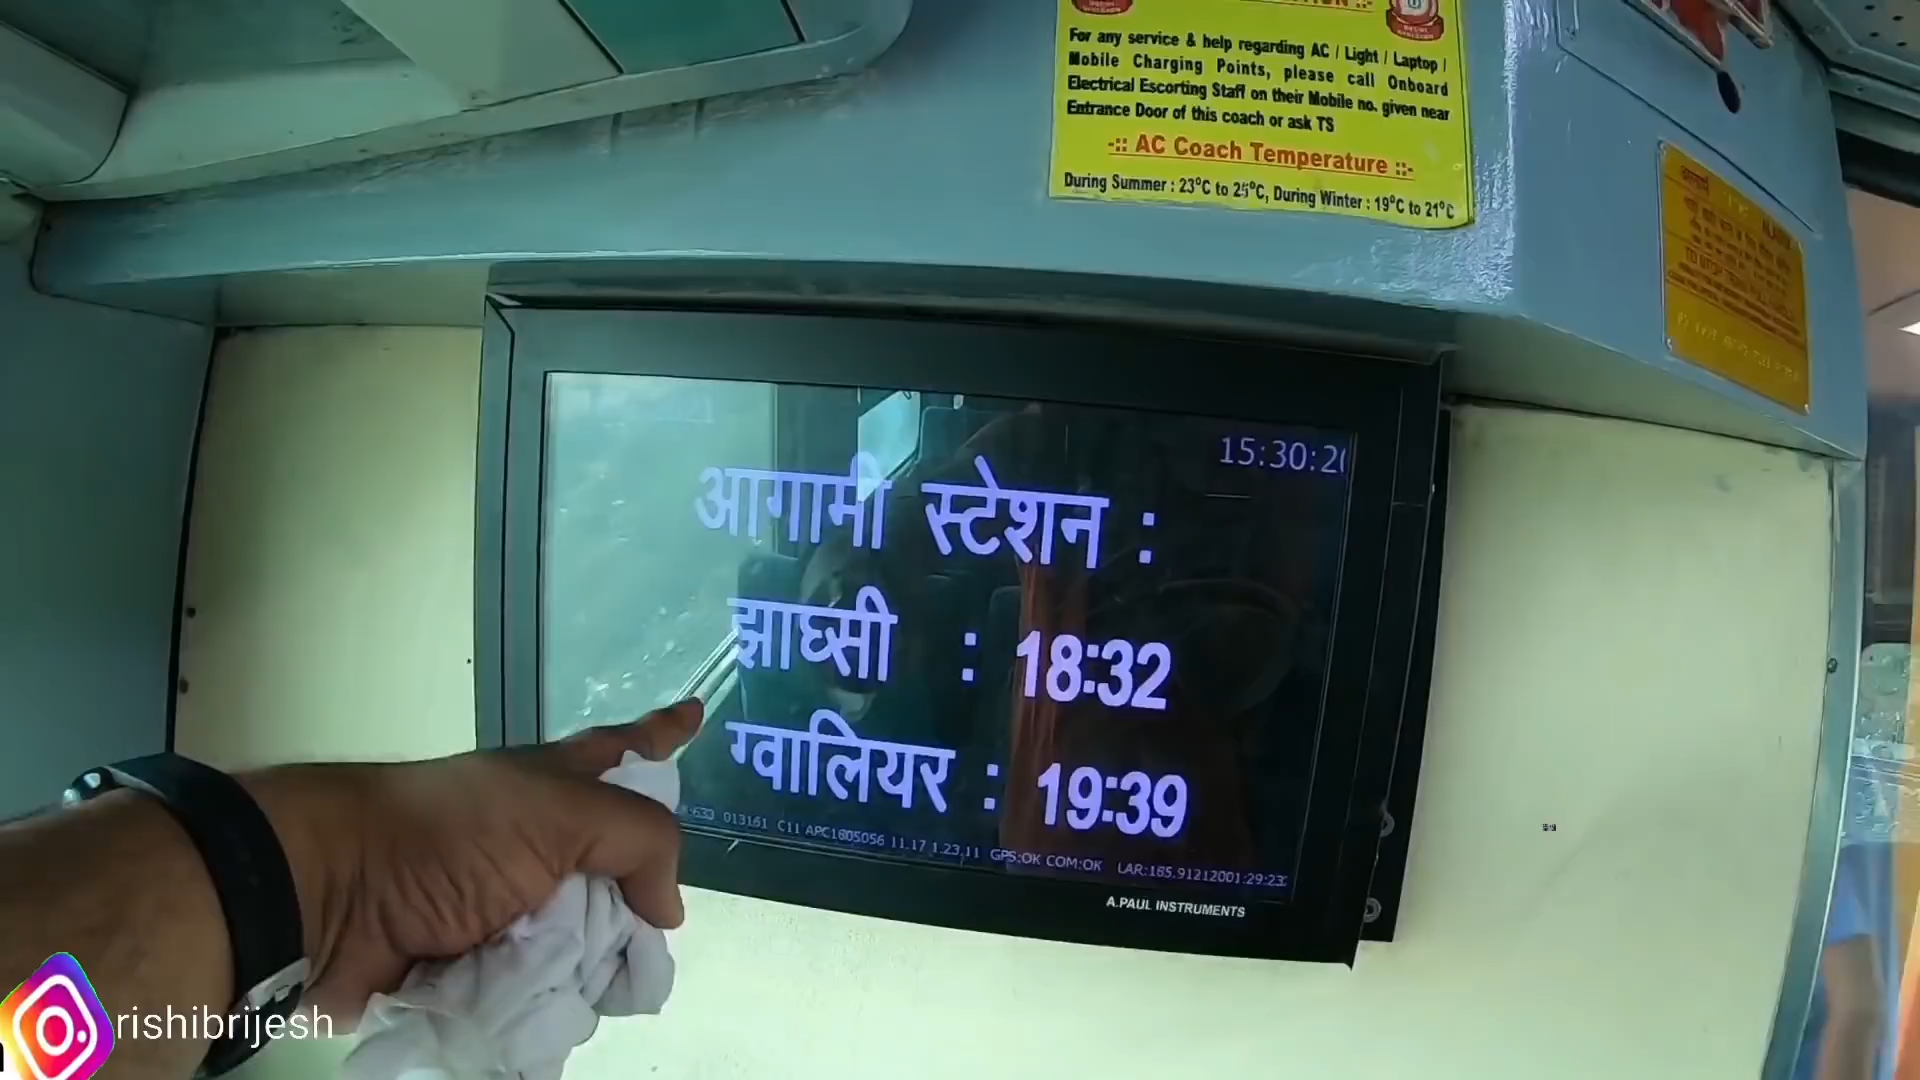 For any service & help regarding AC / Light / Laptop /
Mobile Charging Points, please call Onboard
Electrical Escorting Staff on their Mobile no. given near
Entrance Door of this coach or ask TS
-:: AC Coach Temperature ::-
During Summer : 23°C to 25°C, During Winter : 19°C to 21°C
15:30:2
आगामी स्टेशन :
झाघ्सी : 18:32
ग्वालियर : 19:39
013161 C11 APC1605056 11.17 1.23.11 GPS:OK COM:OK LAR:165.91212001:29:23
A.PAUL INSTRUMENTS
rishibrijesh